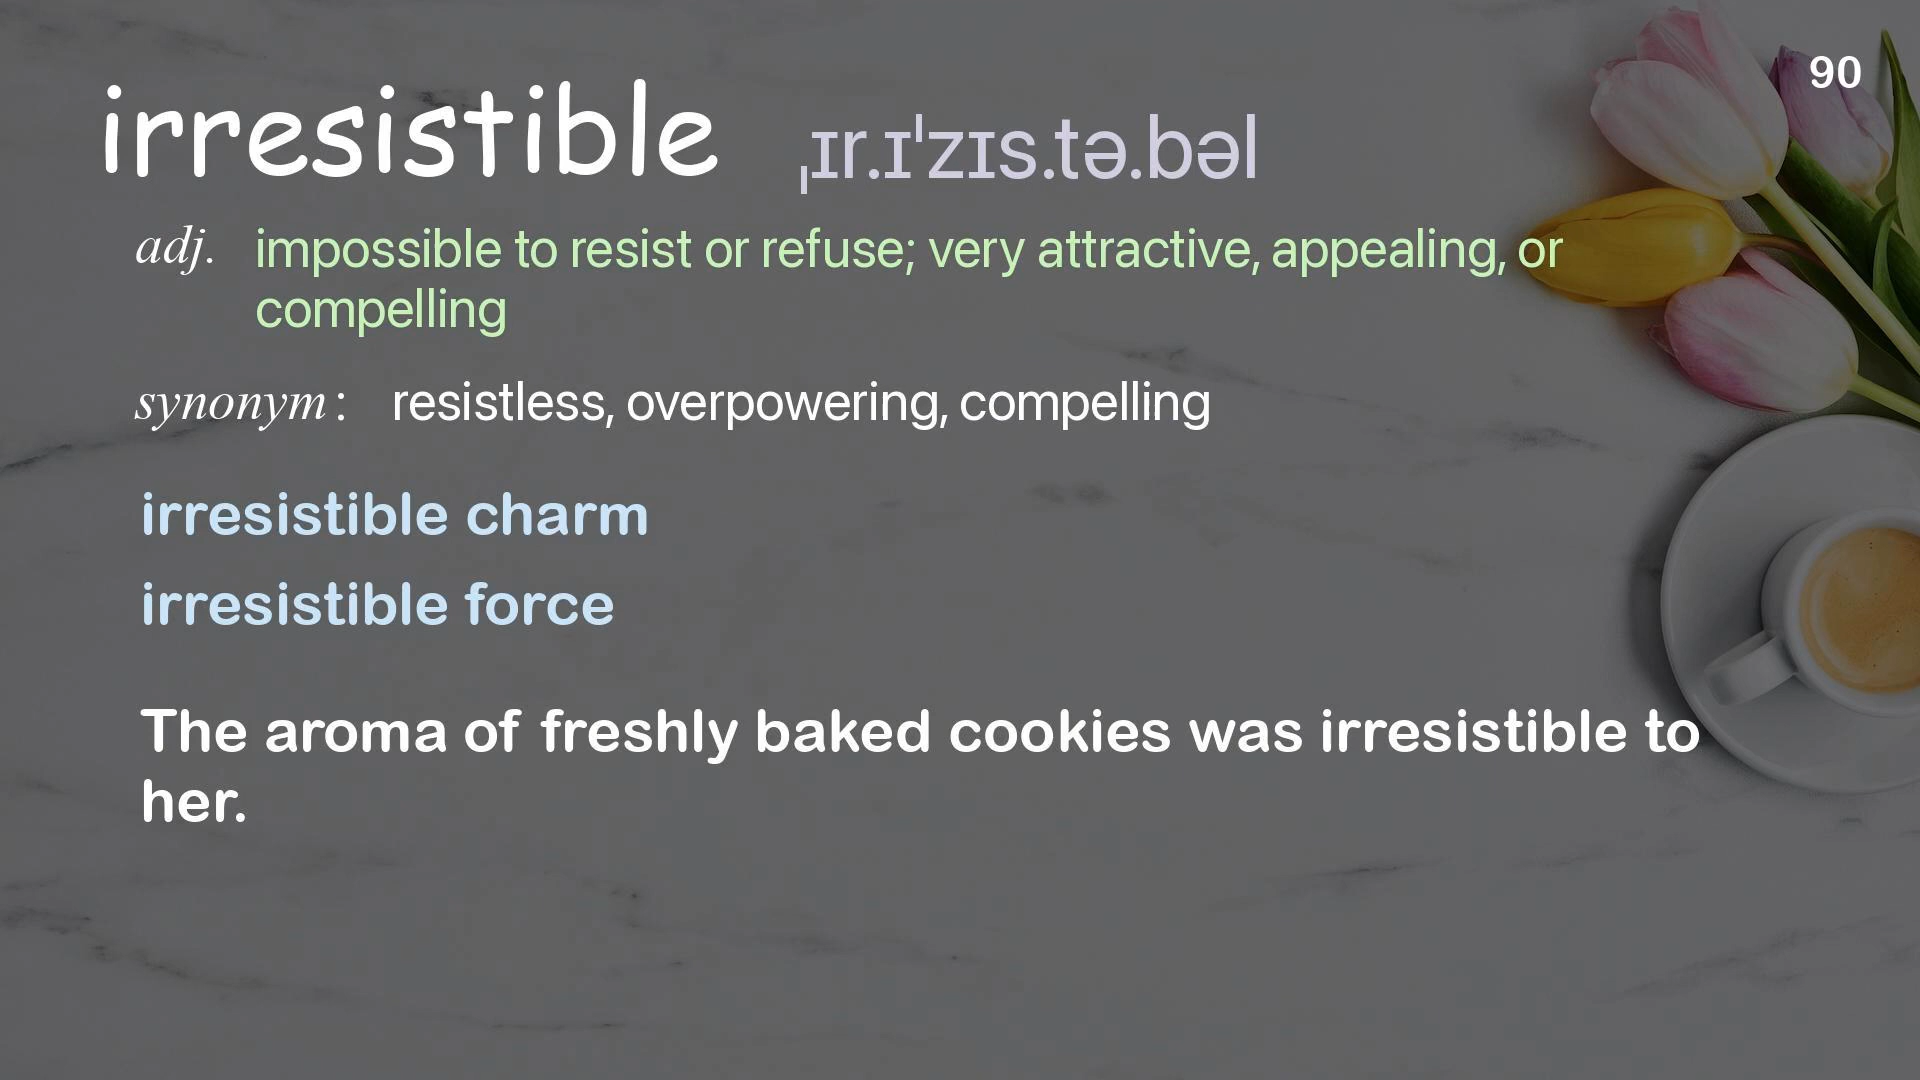 90
irresistible ˌɪr.ɪˈzɪs.tə.bəl
adj. impossible to resist or refuse; very attractive, appealing, or
compelling
synonym : resistless, overpowering, compelling
irresistible charm
irresistible force
The aroma of freshly baked cookies was irresistible to
her.